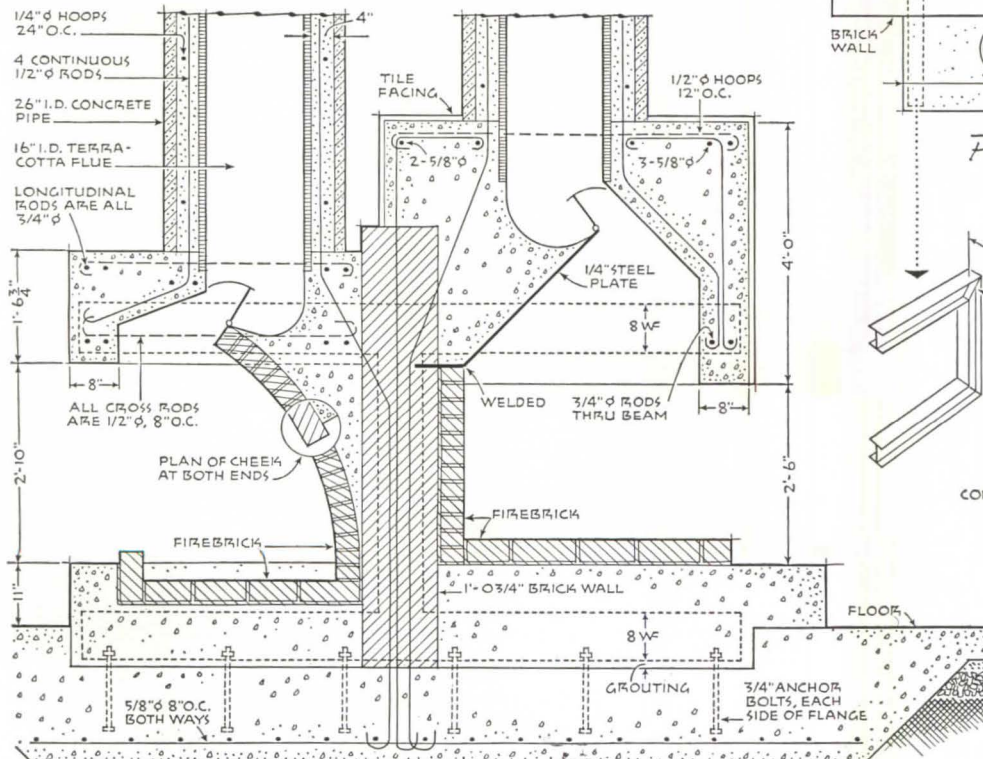 1/4"ϕ HOOPS
24" O.C.
4 CONTINUOUS
1/2"ϕ RODS
26" I.D. CONCRETE
PIPE
16" I.D. TERRA-
COTTA FLUE
LONGITUDINAL
RODS ARE ALL
3/4"ϕ
4"
TILE
FACING
1/2"ϕ HOOPS
12" O.C.
BRICK
WALL
2-5/8"ϕ
3-5/8"ϕ
1/4" STEEL
PLATE
4'-0"
1'-6 3/4"
8 WF
8"
ALL CROSS RODS
ARE 1/2"ϕ, 8" O.C.
WELDED
3/4"ϕ RODS
THRU BEAM
8"
PLAN OF CHEEK
AT BOTH ENDS
2'-10"
2'-6"
FIREBRICK
FIREBRICK
1'-0 3/4" BRICK WALL
11"
FLOOR
8 WF
GROUTING
5/8"ϕ 8" O.C.
BOTH WAYS
3/4" ANCHOR
BOLTS, EACH
SIDE OF FLANGE